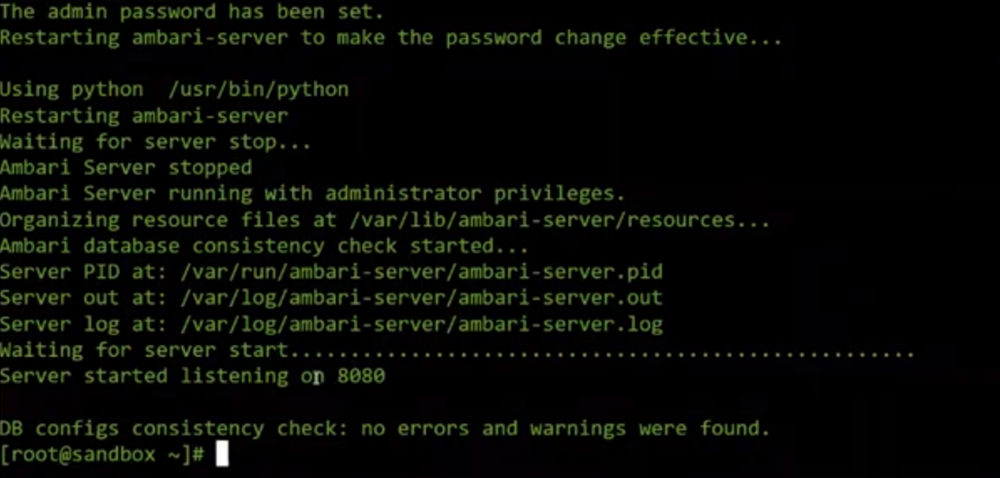 The admin password has been set.
Restarting ambari-server to make the password change effective...
Using python  /usr/bin/python
Restarting ambari-server
Waiting for server stop...
Ambari Server stopped
Ambari Server running with administrator privileges.
Organizing resource files at /var/lib/ambari-server/resources...
Ambari database consistency check started...
Server PID at: /var/run/ambari-server/ambari-server.pid
Server out at: /var/log/ambari-server/ambari-server.out
Server log at: /var/log/ambari-server/ambari-server.log
Waiting for server start....................................................
Server started listening on 8080
DB configs consistency check: no errors and warnings were found.
[root@sandbox ~]#